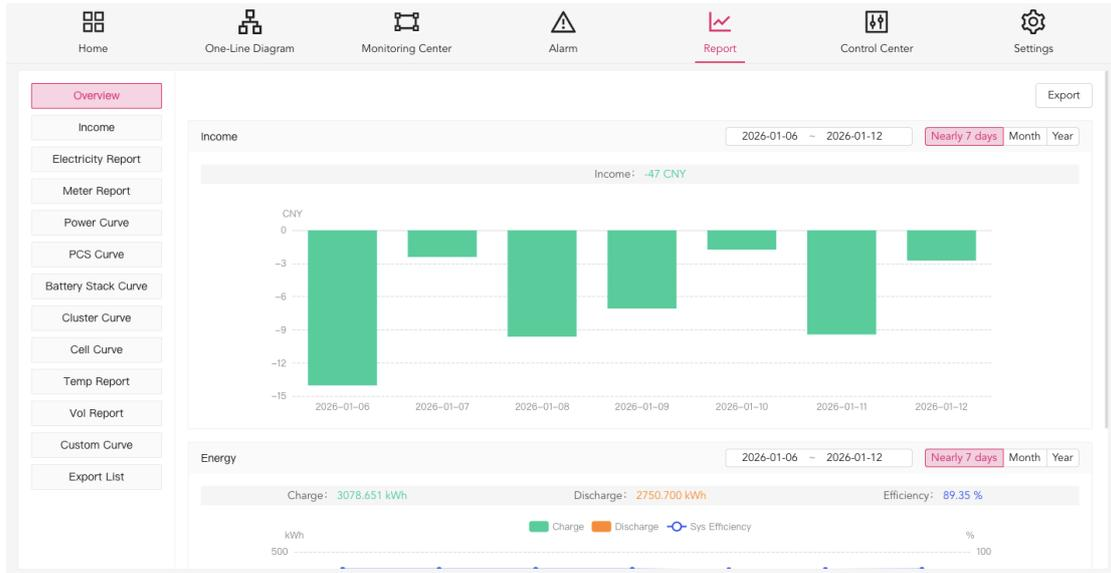 Home One-Line Diagram Monitoring Center Alarm Report Control Center Settings
Overview
Income
Electricity Report
Meter Report
Power Curve
PCS Curve
Battery Stack Curve
Cluster Curve
Cell Curve
Temp Report
Vol Report
Custom Curve
Export List
Export
Income 2026-01-06 ~ 2026-01-12 Nearly 7 days Month Year
Income: -47 CNY
CNY
0
-3
-6
-9
-12
-15
2026-01-06 2026-01-07 2026-01-08 2026-01-09 2026-01-10 2026-01-11 2026-01-12
Energy 2026-01-06 ~ 2026-01-12 Nearly 7 days Month Year
Charge: 3078.651 kWh Discharge: 2750.700 kWh Efficiency: 89.35 %
Charge Discharge Sys Efficiency
kWh %
500 100